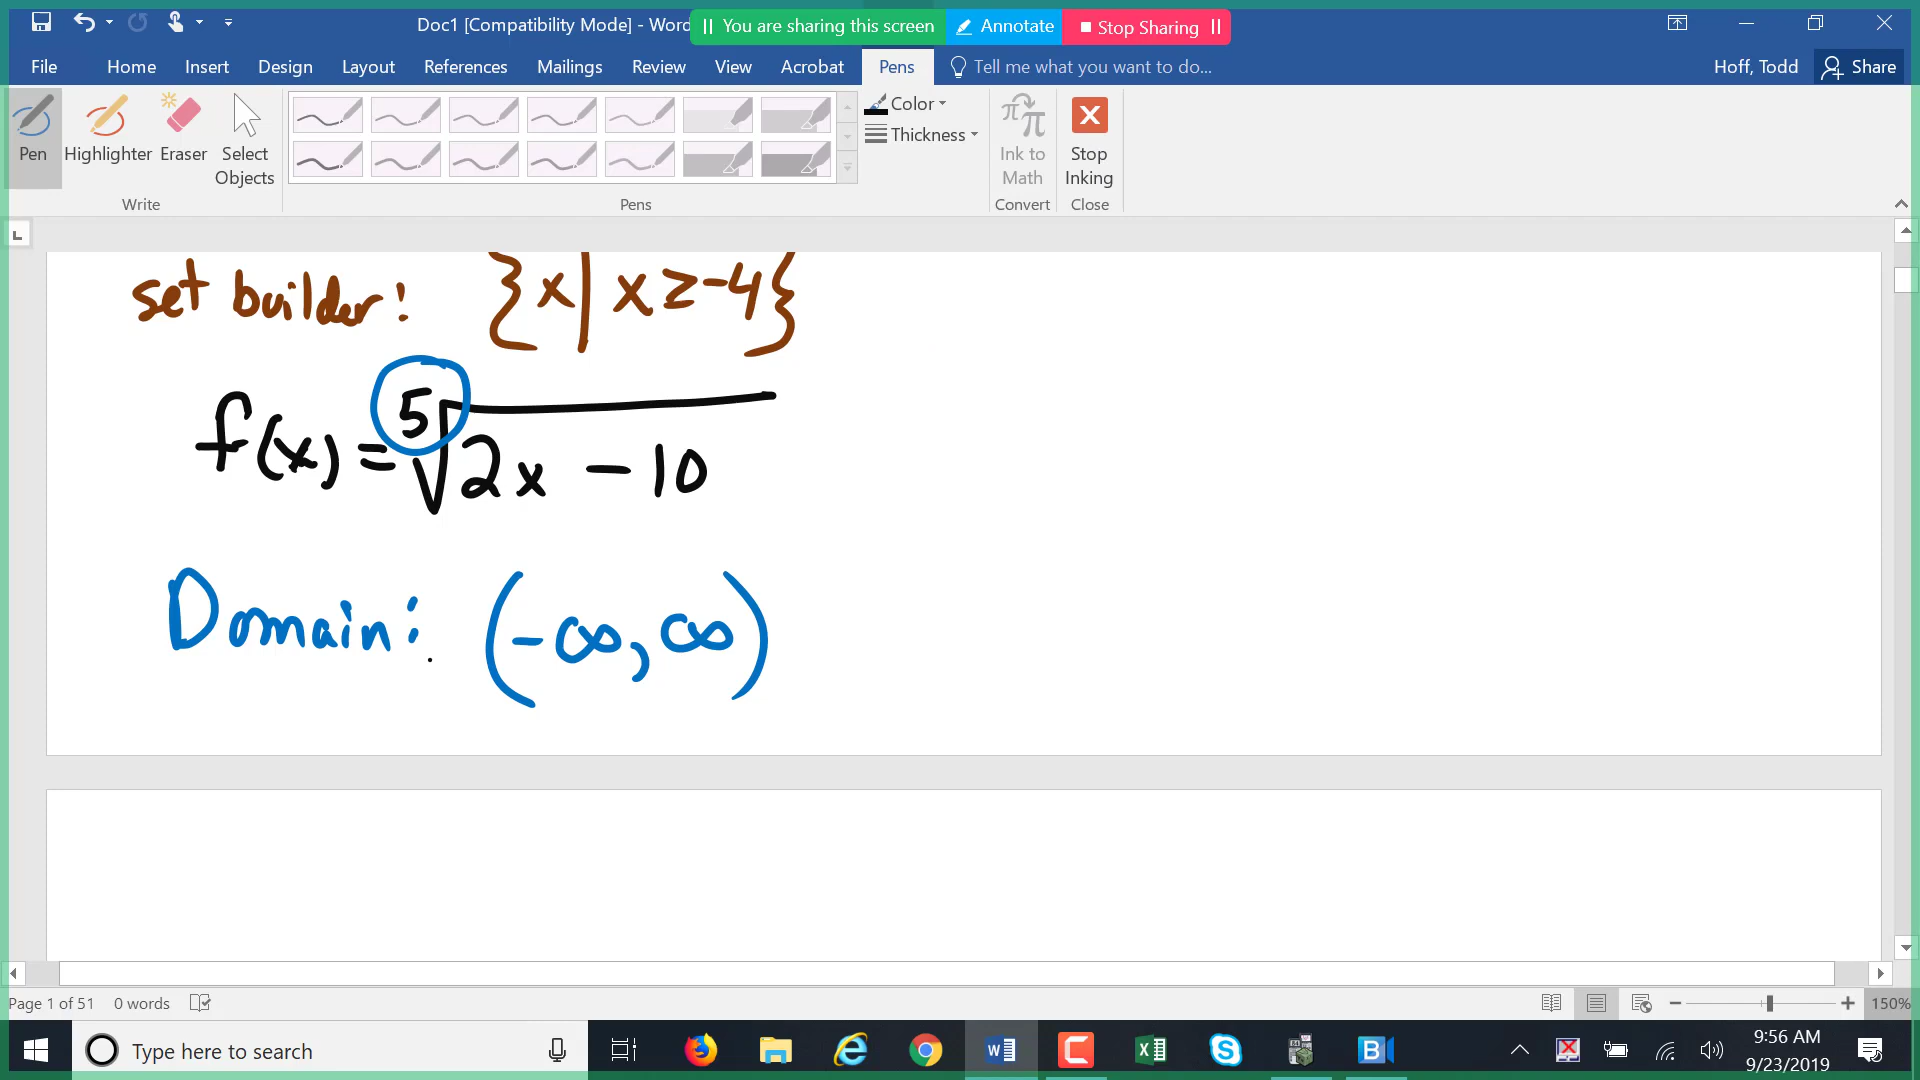 Doc1 [Compatibility Mode] - Word
You are sharing this screen
Annotate
Stop Sharing
File Home Insert Design Layout References Mailings Review View Acrobat Pens Tell me what you want to do... Hoff, Todd Share
Pen Highlighter Eraser Select Objects
Color
Thickness
Ink to Math
Stop Inking
Write Pens Convert Close
set builder: {x| x ≥ -4}
f(x) = ⁵√2x - 10
Domain: (-∞, ∞)
Page 1 of 51 0 words 150%
Type here to search
9:56 AM
9/23/2019